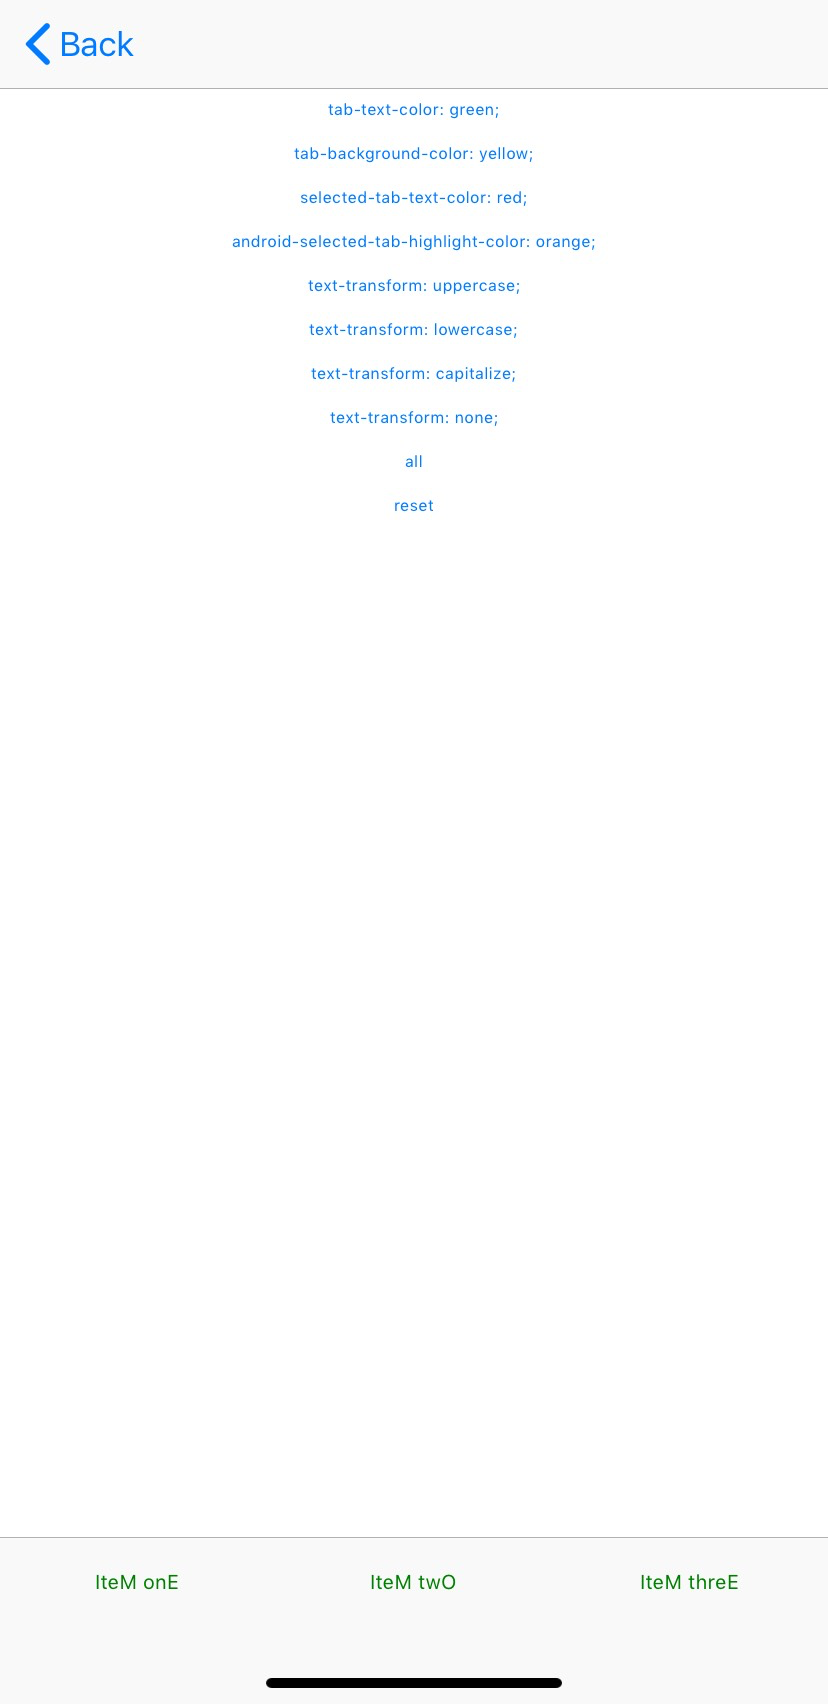 Back
tab-text-color: green;
tab-background-color: yellow;
selected-tab-text-color: red;
android-selected-tab-highlight-color: orange;
text-transform: uppercase;
text-transform: lowercase;
text-transform: capitalize;
text-transform: none;
all
reset
IteM onE IteM twO IteM threE